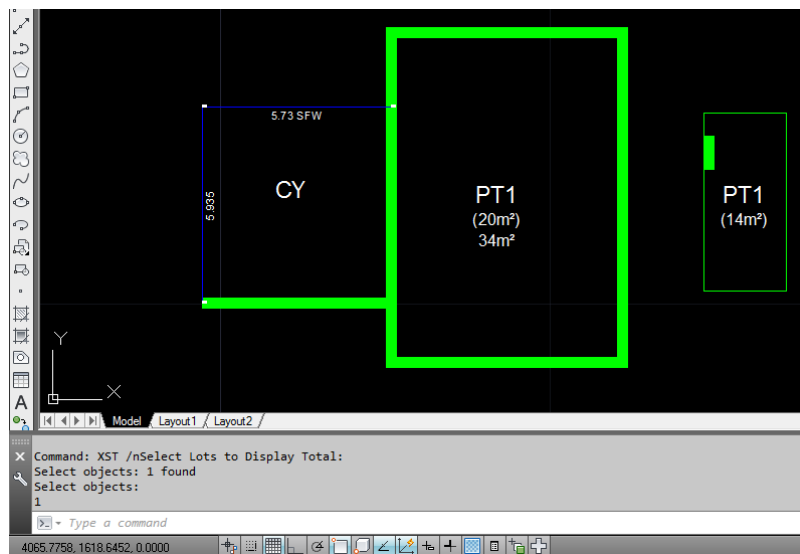 5.73 SFW
5.935
CY
PT1
(20m²)
34m²
PT1
(14m²)
Y
X
A
Model
Layout1
Layout2
Command: XST /nSelect Lots to Display Total:
Select objects: 1 found
Select objects:
1
Type a command
4065.7758, 1618.6452, 0.0000